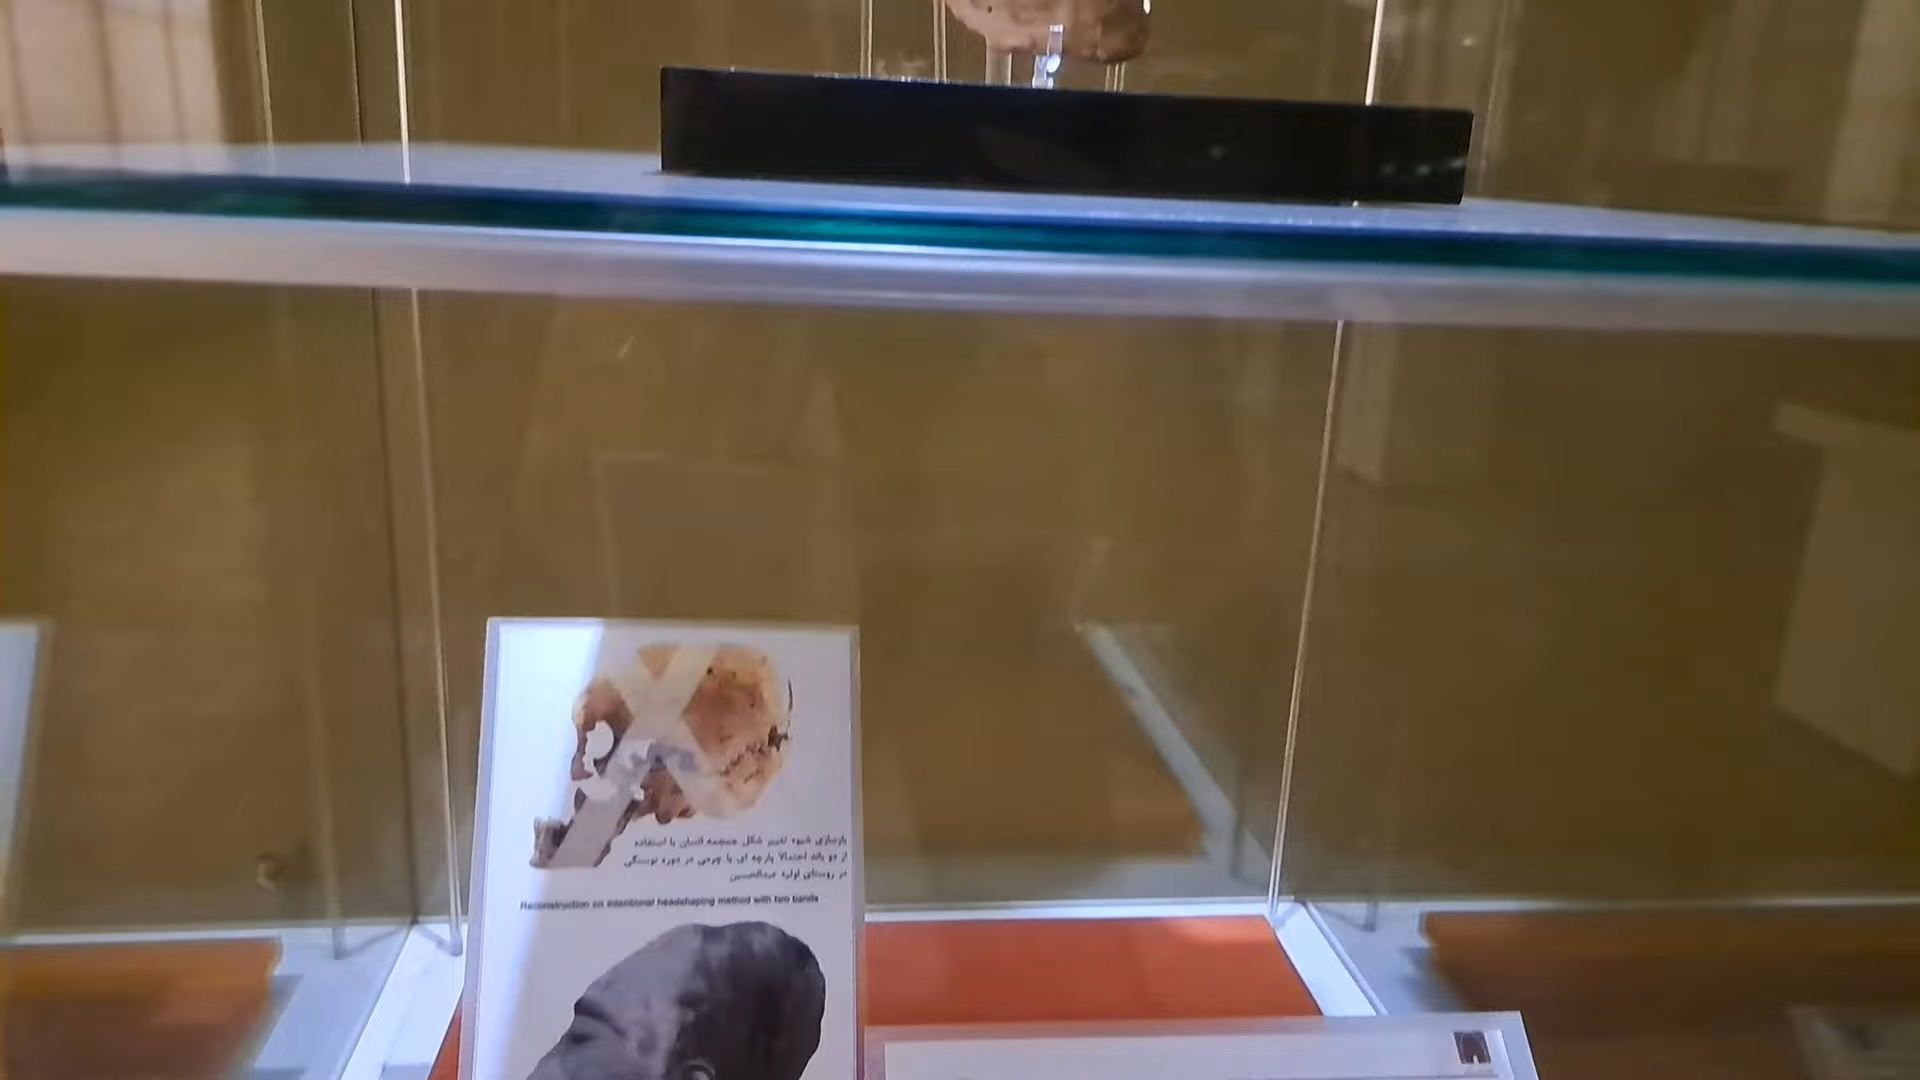 بازسازی شیوه تغییر شکل جمجمه انسان با استفاده
از دو باند احتمالا پارچه ای یا چرمی در دوره نوسنگی
در روستای اولیه عبدالحسین
Reconstruction on intentional headshaping method with two bands